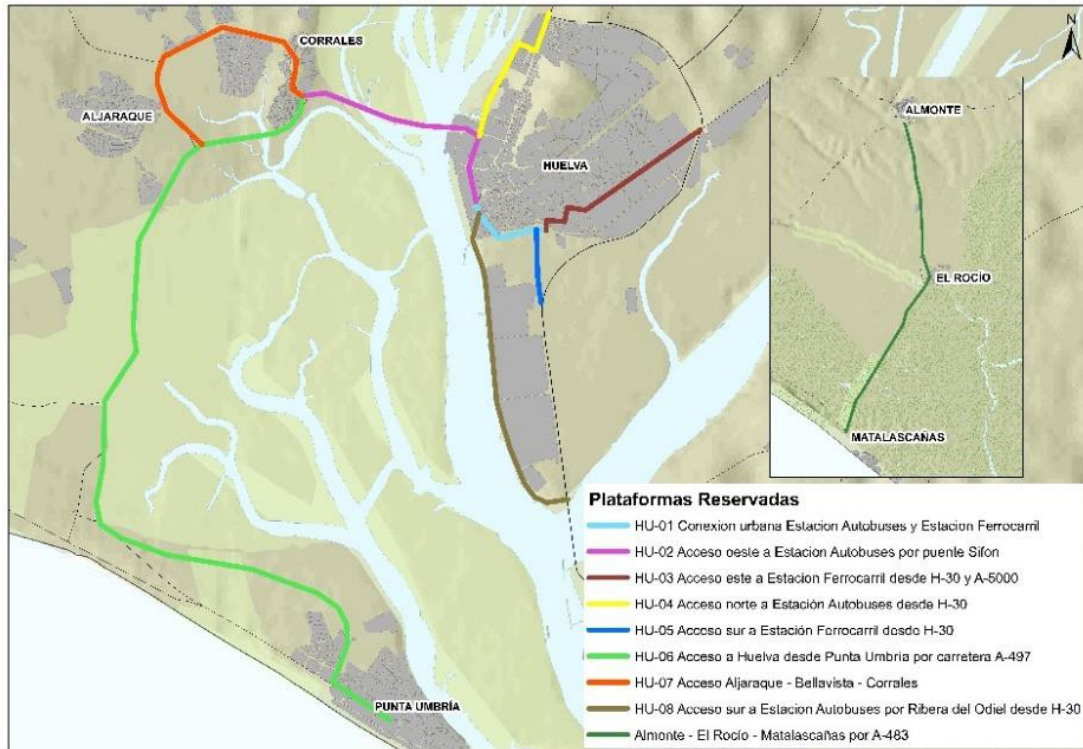 CORRALES
N
ALJARAQUE
ALMONTE
HUELVA
EL ROCÍO
MATALASCAÑAS
PUNTA UMBRÍA
Plataformas Reservadas
HU-01 Conexion urbana Estacion Autobuses y Estacion Ferrocarril
HU-02 Acceso oeste a Estacion Autobuses por puente Sifon
HU-03 Acceso este a Estacion Ferrocarril desde H-30 y A-5000
HU-04 Acceso norte a Estación Autobuses desde H-30
HU-05 Acceso sur a Estación Ferrocarril desde H-30
HU-06 Acceso a Huelva desde Punta Umbria por carretera A-497
HU-07 Acceso Aljaraque - Bellavista - Corrales
HU-08 Acceso sur a Estacion Autobuses por Ribera del Odiel desde H-30
Almonte - El Rocío - Matalascañas por A-483